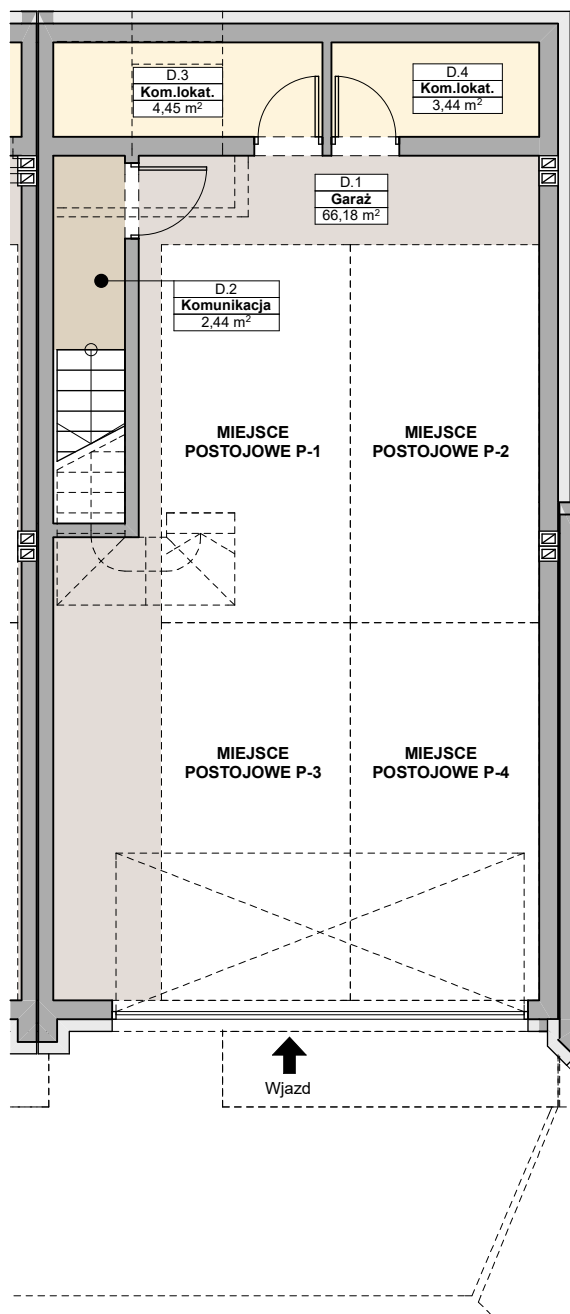 D.3
Kom.lokat.
4,45 m²
D.4
Kom.lokat.
3,44 m²
D.1
Garaż
66,18 m²
D.2
Komunikacja
2,44 m²
MIEJSCE
POSTOJOWE P-1
MIEJSCE
POSTOJOWE P-2
MIEJSCE
POSTOJOWE P-3
MIEJSCE
POSTOJOWE P-4
Wjazd